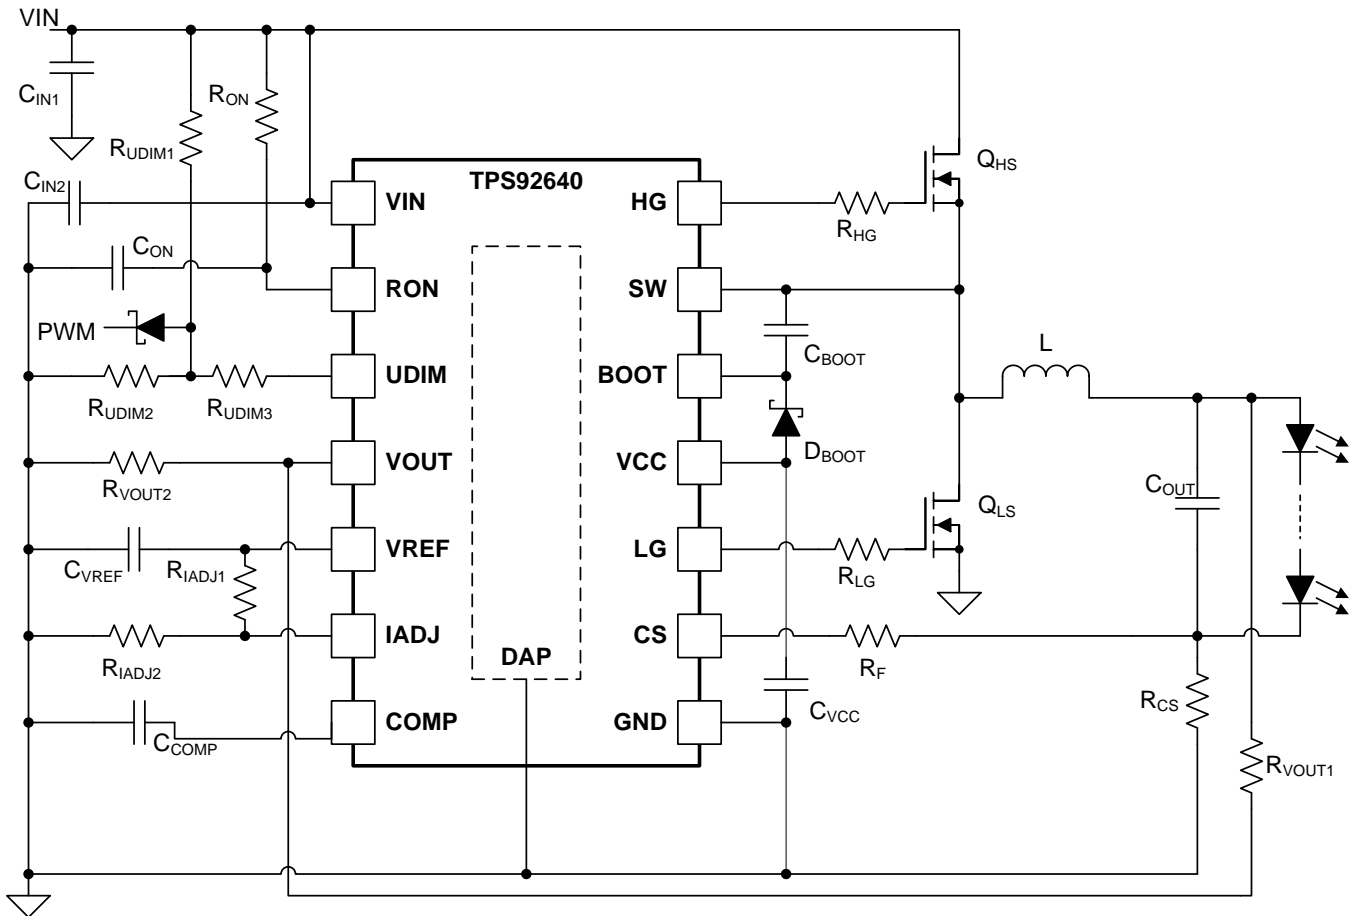 VIN
CIN1
RON
RUDIM1
QHS
TPS92640
CIN2
VIN
HG
RHG
CON
RON
SW
PWM
CBOOT
L
UDIM
BOOT
RUDIM2
RUDIM3
DBOOT
VOUT
VCC
RVOUT2
COUT
QLS
VREF
LG
CVREF
RIADJ1
RLG
IADJ
CS
DAP
RIADJ2
RF
RCS
COMP
GND
CVCC
CCOMP
RVOUT1